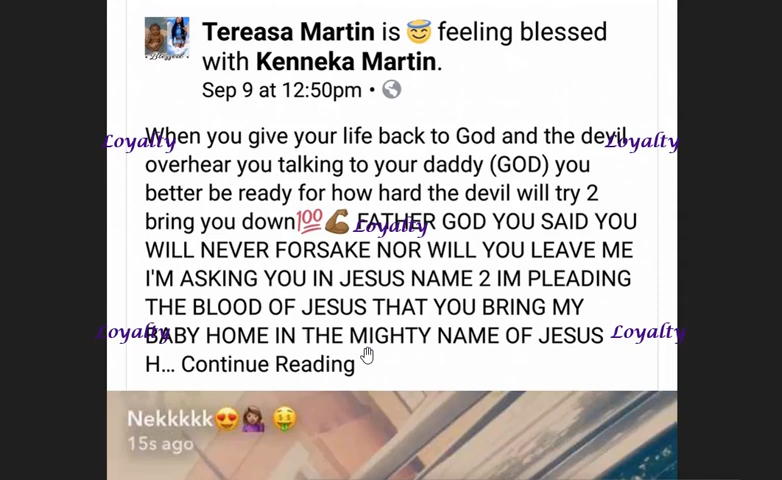 Tereasa Martin is 😇 feeling blessed
with Kenneka Martin.
Sep 9 at 12:50pm •
When you give your life back to God and the devil
overhear you talking to your daddy (GOD) you
better be ready for how hard the devil will try 2
bring you down💯💪🏾 FATHER GOD YOU SAID YOU
WILL NEVER FORSAKE NOR WILL YOU LEAVE ME
I'M ASKING YOU IN JESUS NAME 2 IM PLEADING
THE BLOOD OF JESUS THAT YOU BRING MY
BABY HOME IN THE MIGHTY NAME OF JESUS
H... Continue Reading
Loyalty
Loyalty
Loyalty
Loyalty
Loyalty
Nekkkkk😍💁🏽‍♀️ 🤑
15s ago